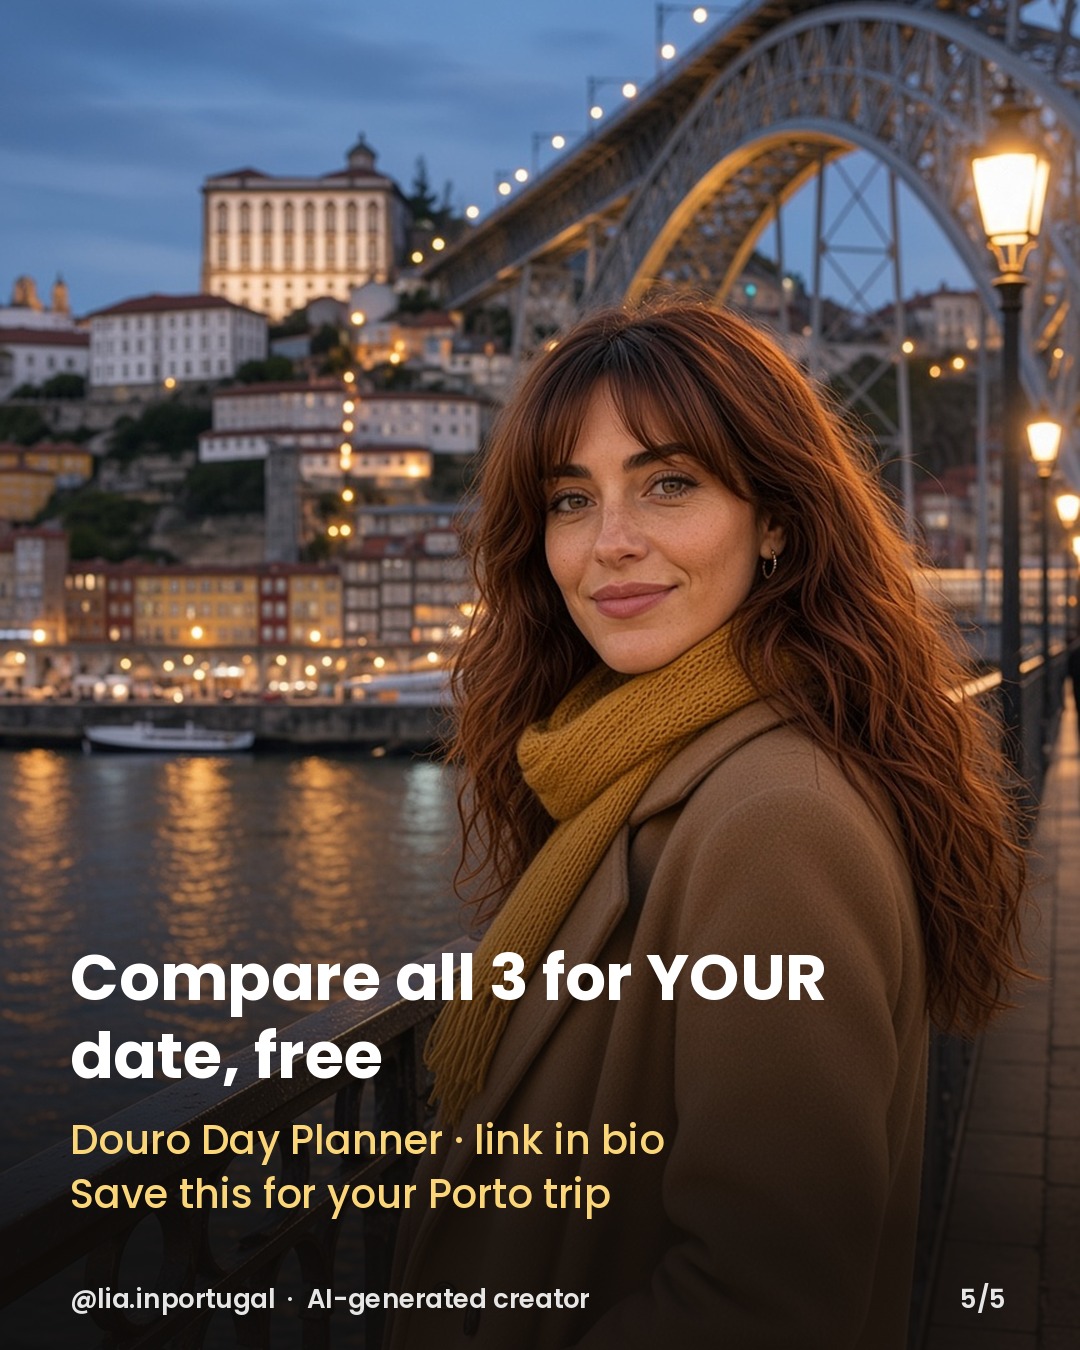 Compare all 3 for YOUR
date, free
Douro Day Planner · link in bio
Save this for your Porto trip
@lia.inportugal · AI-generated creator
5/5